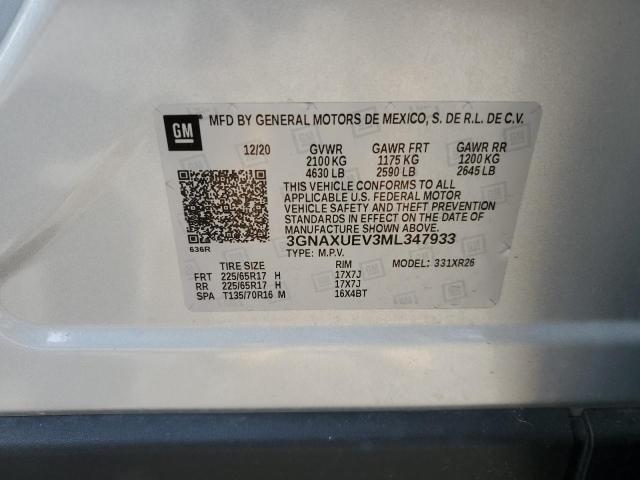 GM
MFD BY GENERAL MOTORS DE MEXICO, S. DE R.L. DE C.V.
12/20 GVWR GAWR FRT GAWR RR
2100 KG 1175 KG 1200 KG
4630 LB 2590 LB 2645 LB
THIS VEHICLE CONFORMS TO ALL
APPLICABLE U.S. FEDERAL MOTOR
VEHICLE SAFETY AND THEFT PREVENTION
STANDARDS IN EFFECT ON THE DATE OF
MANUFACTURE SHOWN ABOVE.
3GNAXUEV3ML347933
636R
TYPE: M.P.V.
TIRE SIZE RIM MODEL: 331XR26
FRT 225/65R17 H 17X7J
RR 225/65R17 H 17X7J
SPA T135/70R16 M 16X4BT